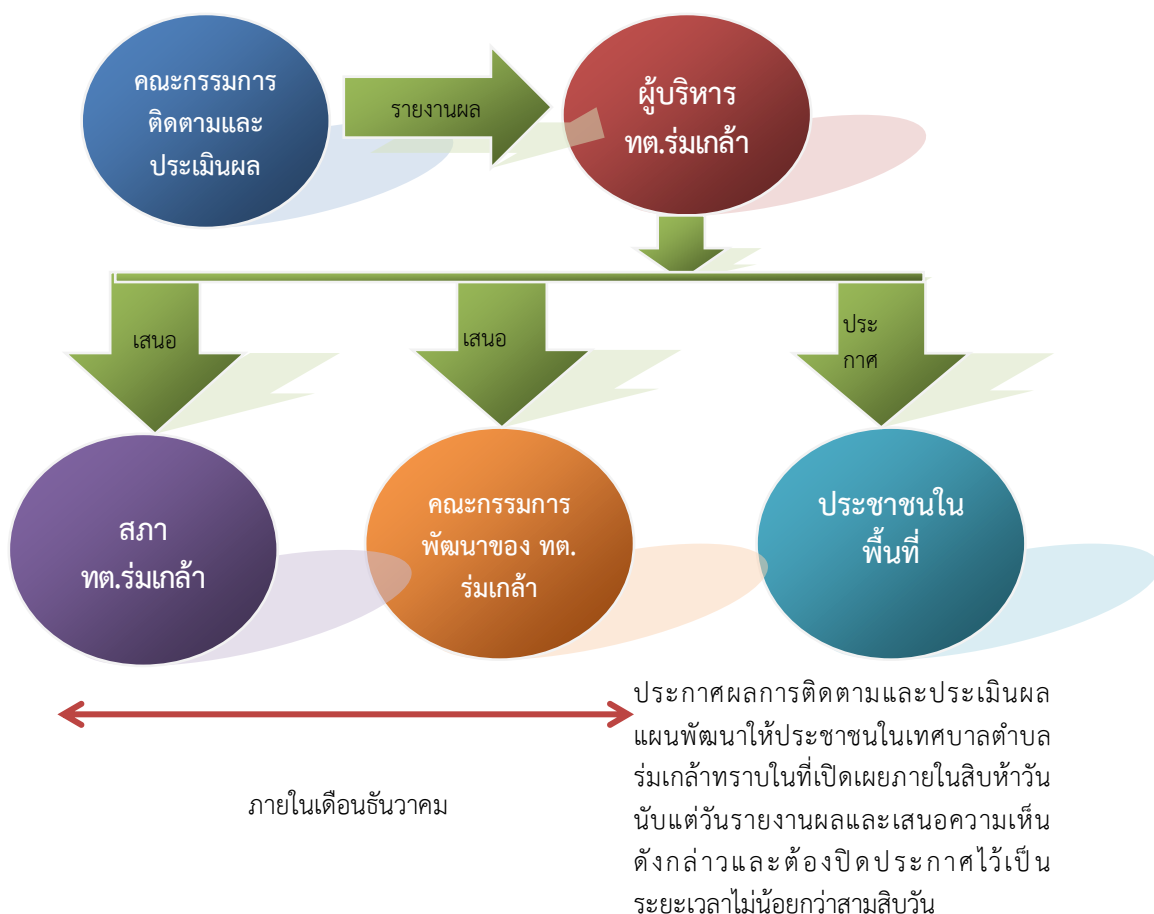 คณะกรรมการ
ติดตามและ
ประเมินผล
รายงานผล
ผู้บริหาร
ทต.ร่มเกล้า
เสนอ
เสนอ
ประ
กาศ
สภา
ทต.ร่มเกล้า
คณะกรรมการ
พัฒนาของ ทต.
ร่มเกล้า
ประชาชนใน
พื้นที่
ภายในเดือนธันวาคม
ประกาศผลการติดตามและประเมินผล
แผนพัฒนาให้ประชาชนในเทศบาลตำบล
ร่มเกล้าทราบในที่เปิดเผยภายในสิบห้าวัน
นับแต่วันรายงานผลและเสนอความเห็น
ดังกล่าวและต้องปิดประกาศไว้เป็น
ระยะเวลาไม่น้อยกว่าสามสิบวัน